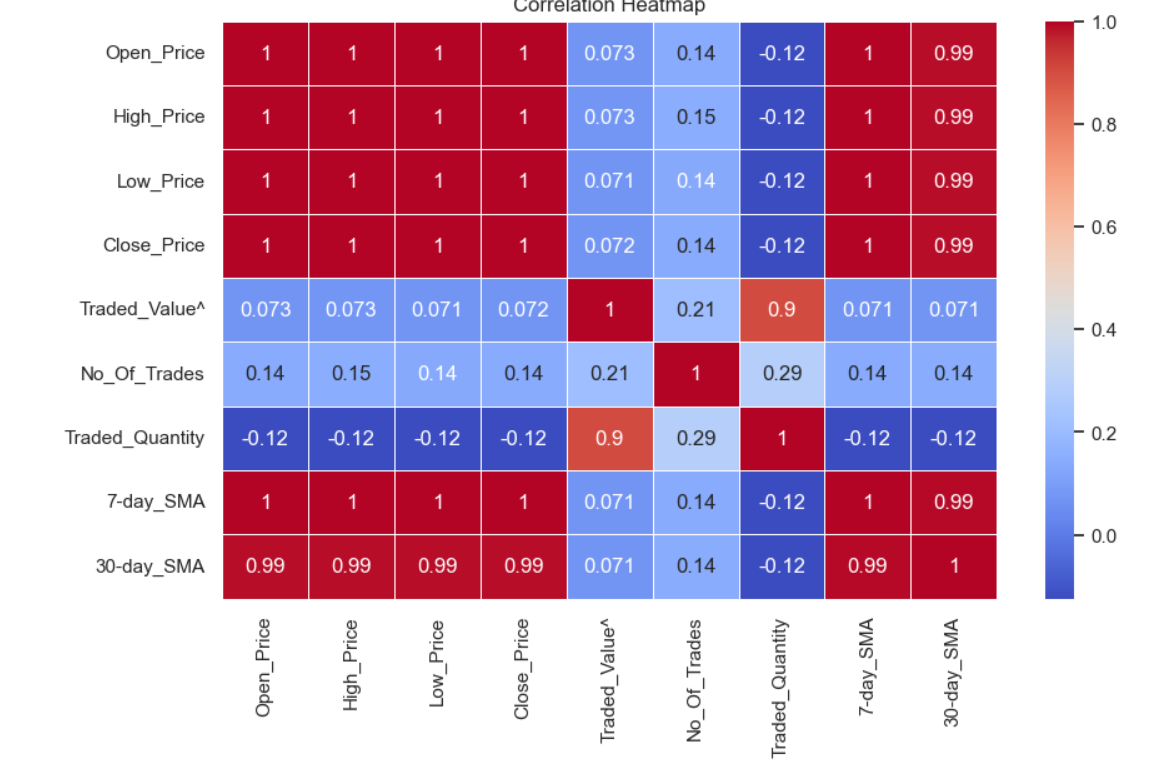 Correlation Heatmap
Open_Price 1 1 1 1 0.073 0.14 -0.12 1 0.99
High_Price 1 1 1 1 0.073 0.15 -0.12 1 0.99
Low_Price 1 1 1 1 0.071 0.14 -0.12 1 0.99
Close_Price 1 1 1 1 0.072 0.14 -0.12 1 0.99
Traded_Value^ 0.073 0.073 0.071 0.072 1 0.21 0.9 0.071 0.071
No_Of_Trades 0.14 0.15 0.14 0.14 0.21 1 0.29 0.14 0.14
Traded_Quantity -0.12 -0.12 -0.12 -0.12 0.9 0.29 1 -0.12 -0.12
7-day_SMA 1 1 1 1 0.071 0.14 -0.12 1 0.99
30-day_SMA 0.99 0.99 0.99 0.99 0.071 0.14 -0.12 0.99 1
Open_Price
High_Price
Low_Price
Close_Price
Traded_Value^
No_Of_Trades
Traded_Quantity
7-day_SMA
30-day_SMA
1.0
0.8
0.6
0.4
0.2
0.0